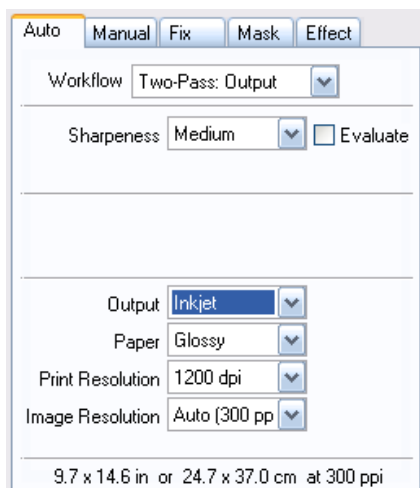 Auto Manual Fix Mask Effect
Workflow Two-Pass: Output
Sharpeness Medium Evaluate
Output Inkjet
Paper Glossy
Print Resolution 1200 dpi
Image Resolution Auto (300 pp
9.7 x 14.6 in or 24.7 x 37.0 cm at 300 ppi